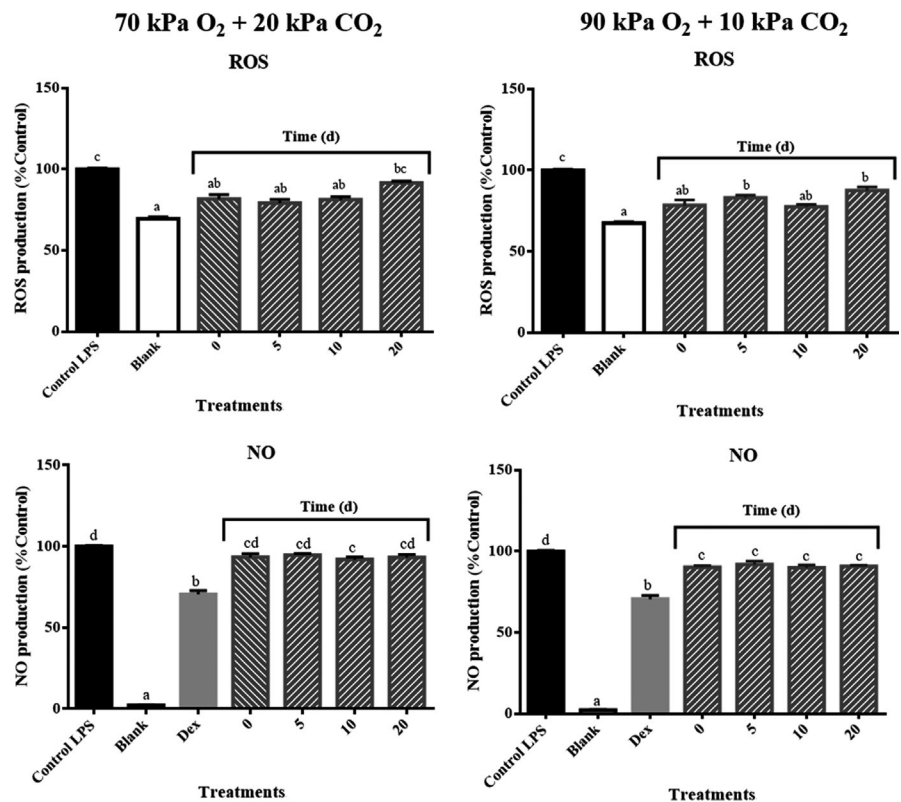 70 kPa O₂ + 20 kPa CO₂
ROS
ROS production (%Control)
150
100
50
0
Time (d)
c
a
ab
ab
ab
bc
Control LPS
Blank
0
5
10
20
Treatments
90 kPa O₂ + 10 kPa CO₂
ROS
ROS production (%Control)
150
100
50
0
Time (d)
c
a
ab
b
ab
b
Control LPS
Blank
0
5
10
20
Treatments
NO
NO production (%Control)
150
100
50
0
Time (d)
d
a
b
cd
cd
c
cd
Control LPS
Blank
Dex
0
5
10
20
Treatments
NO
NO production (%Control)
150
100
50
0
Time (d)
d
a
b
c
c
c
c
Control LPS
Blank
Dex
0
5
10
20
Treatments